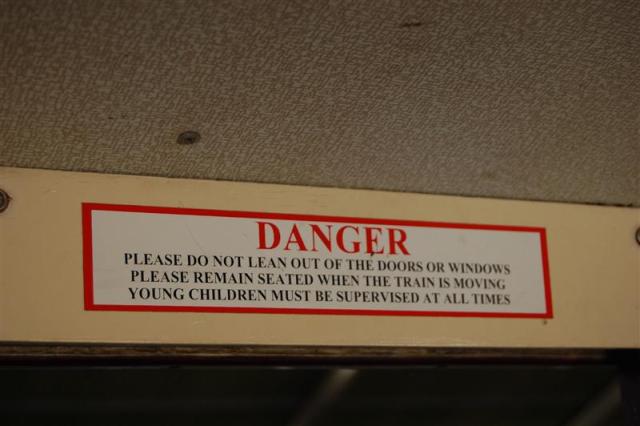 DANGER
PLEASE DO NOT LEAN OUT OF THE DOORS OR WINDOWS
PLEASE REMAIN SEATED WHEN THE TRAIN IS MOVING
YOUNG CHILDREN MUST BE SUPERVISED AT ALL TIMES